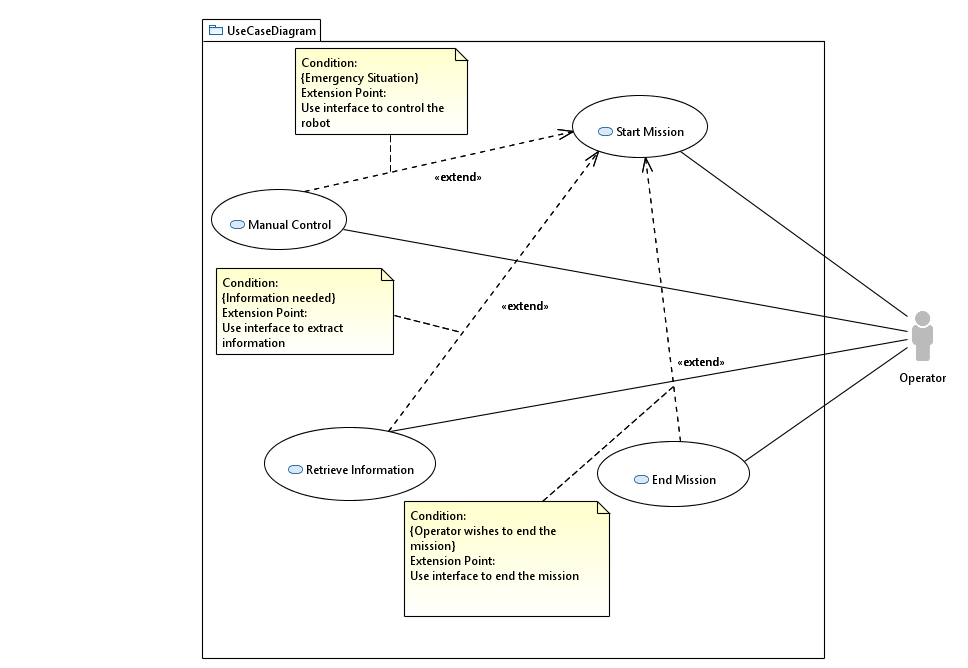 UseCaseDiagram
Condition:
{Emergency Situation}
Extension Point:
Use interface to control the
robot
Start Mission
«extend»
Manual Control
Condition:
{Information needed}
Extension Point:
Use interface to extract
information
«extend»
«extend»
Operator
Retrieve Information
End Mission
Condition:
{Operator wishes to end the
mission}
Extension Point:
Use interface to end the mission